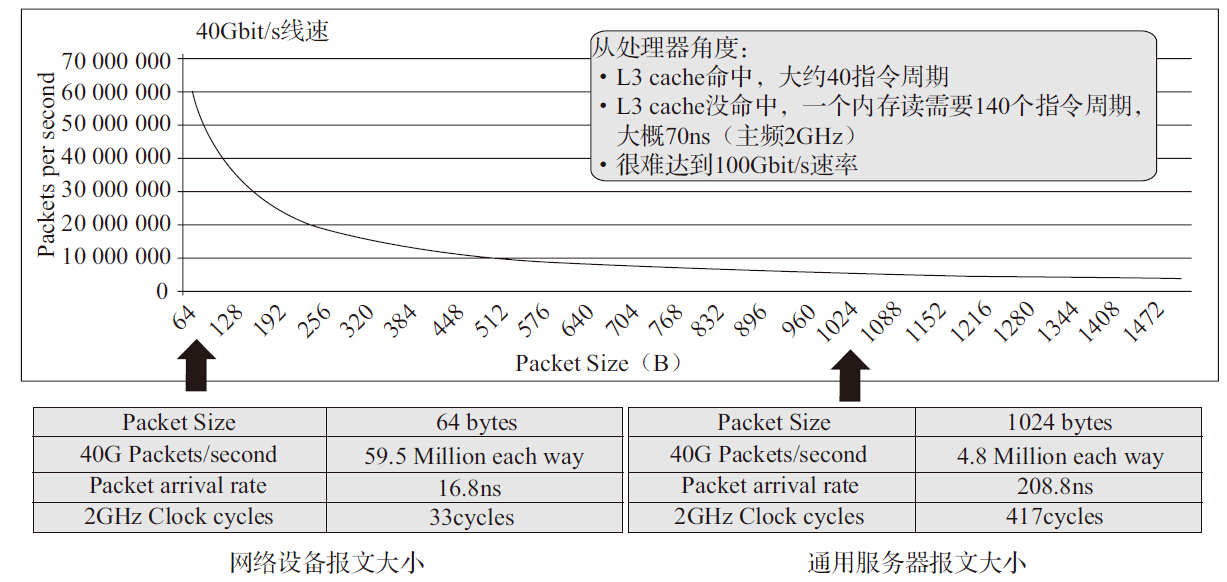 40Gbit/s线速
Packets per second
70 000 000
60 000 000
50 000 000
40 000 000
30 000 000
20 000 000
10 000 000
0
从处理器角度：
·L3 cache命中，大约40指令周期
·L3 cache没命中，一个内存读需要140个指令周期，
大概70ns（主频2GHz）
·很难达到100Gbit/s速率
64 128 192 256 320 384 448 512 576 640 704 768 832 896 960 1024 1088 1152 1216 1280 1344 1408 1472
Packet Size（B）
Packet Size 64 bytes
40G Packets/second 59.5 Million each way
Packet arrival rate 16.8ns
2GHz Clock cycles 33cycles
网络设备报文大小
Packet Size 1024 bytes
40G Packets/second 4.8 Million each way
Packet arrival rate 208.8ns
2GHz Clock cycles 417cycles
通用服务器报文大小